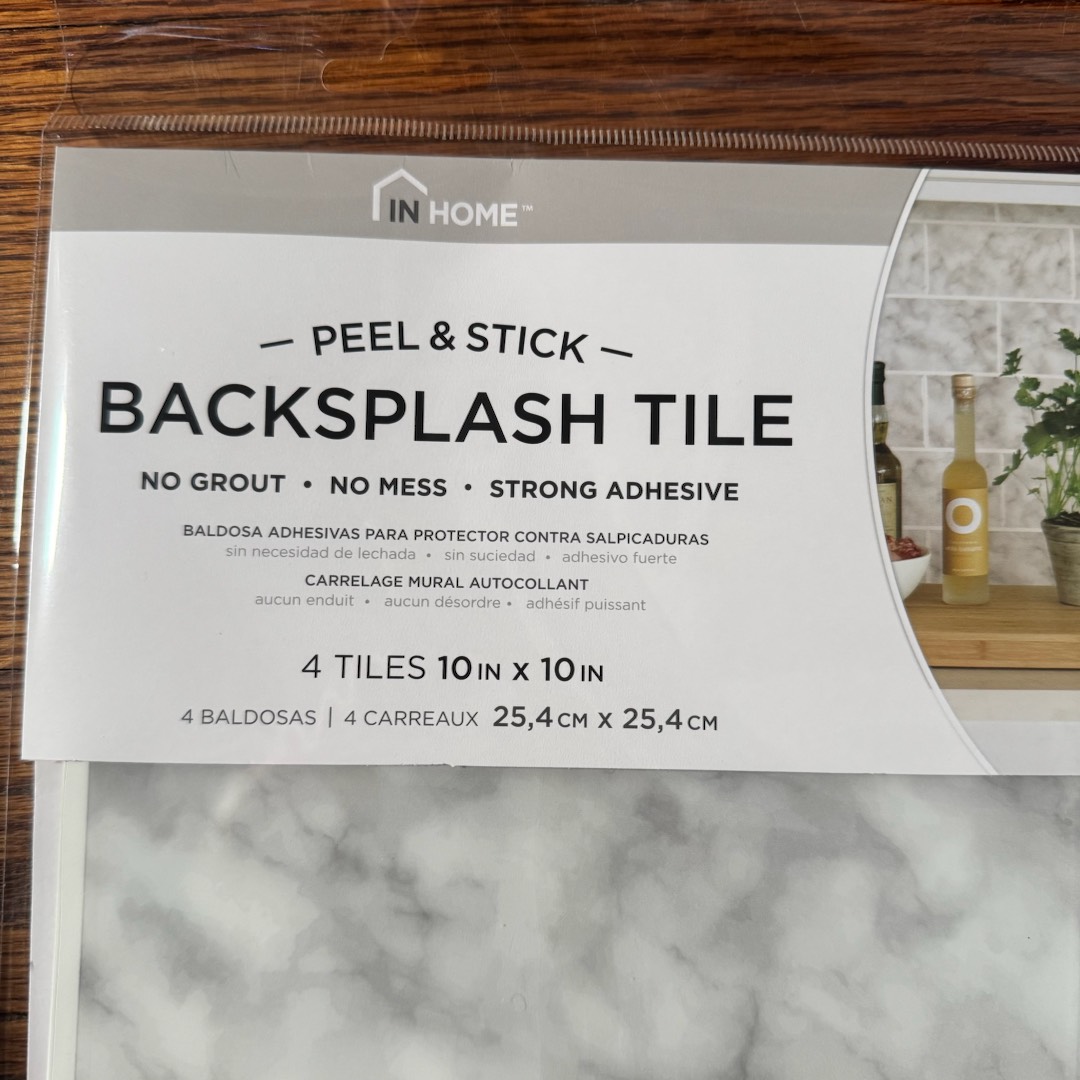 IN HOME™
— PEEL & STICK —
BACKSPLASH TILE
NO GROUT • NO MESS • STRONG ADHESIVE
BALDOSA ADHESIVAS PARA PROTECTOR CONTRA SALPICADURAS
sin necesidad de lechada • sin suciedad • adhesivo fuerte
CARRELAGE MURAL AUTOCOLLANT
aucun enduit • aucun désordre • adhésif puissant
4 TILES 10 IN X 10 IN
4 BALDOSAS | 4 CARREAUX 25,4 CM X 25,4 CM
O